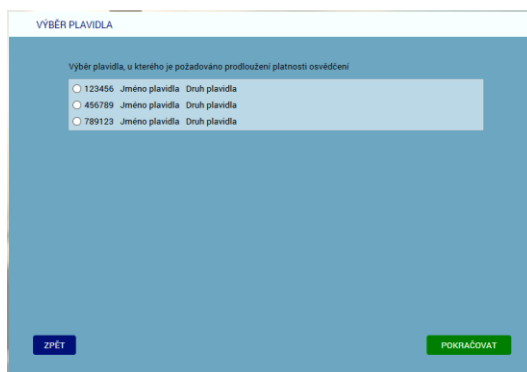 VÝBĚR PLAVIDLA
Výběr plavidla, u kterého je požadováno prodloužení platnosti osvědčení
123456 Jméno plavidla Druh plavidla
456789 Jméno plavidla Druh plavidla
789123 Jméno plavidla Druh plavidla
ZPĚT POKRAČOVAT